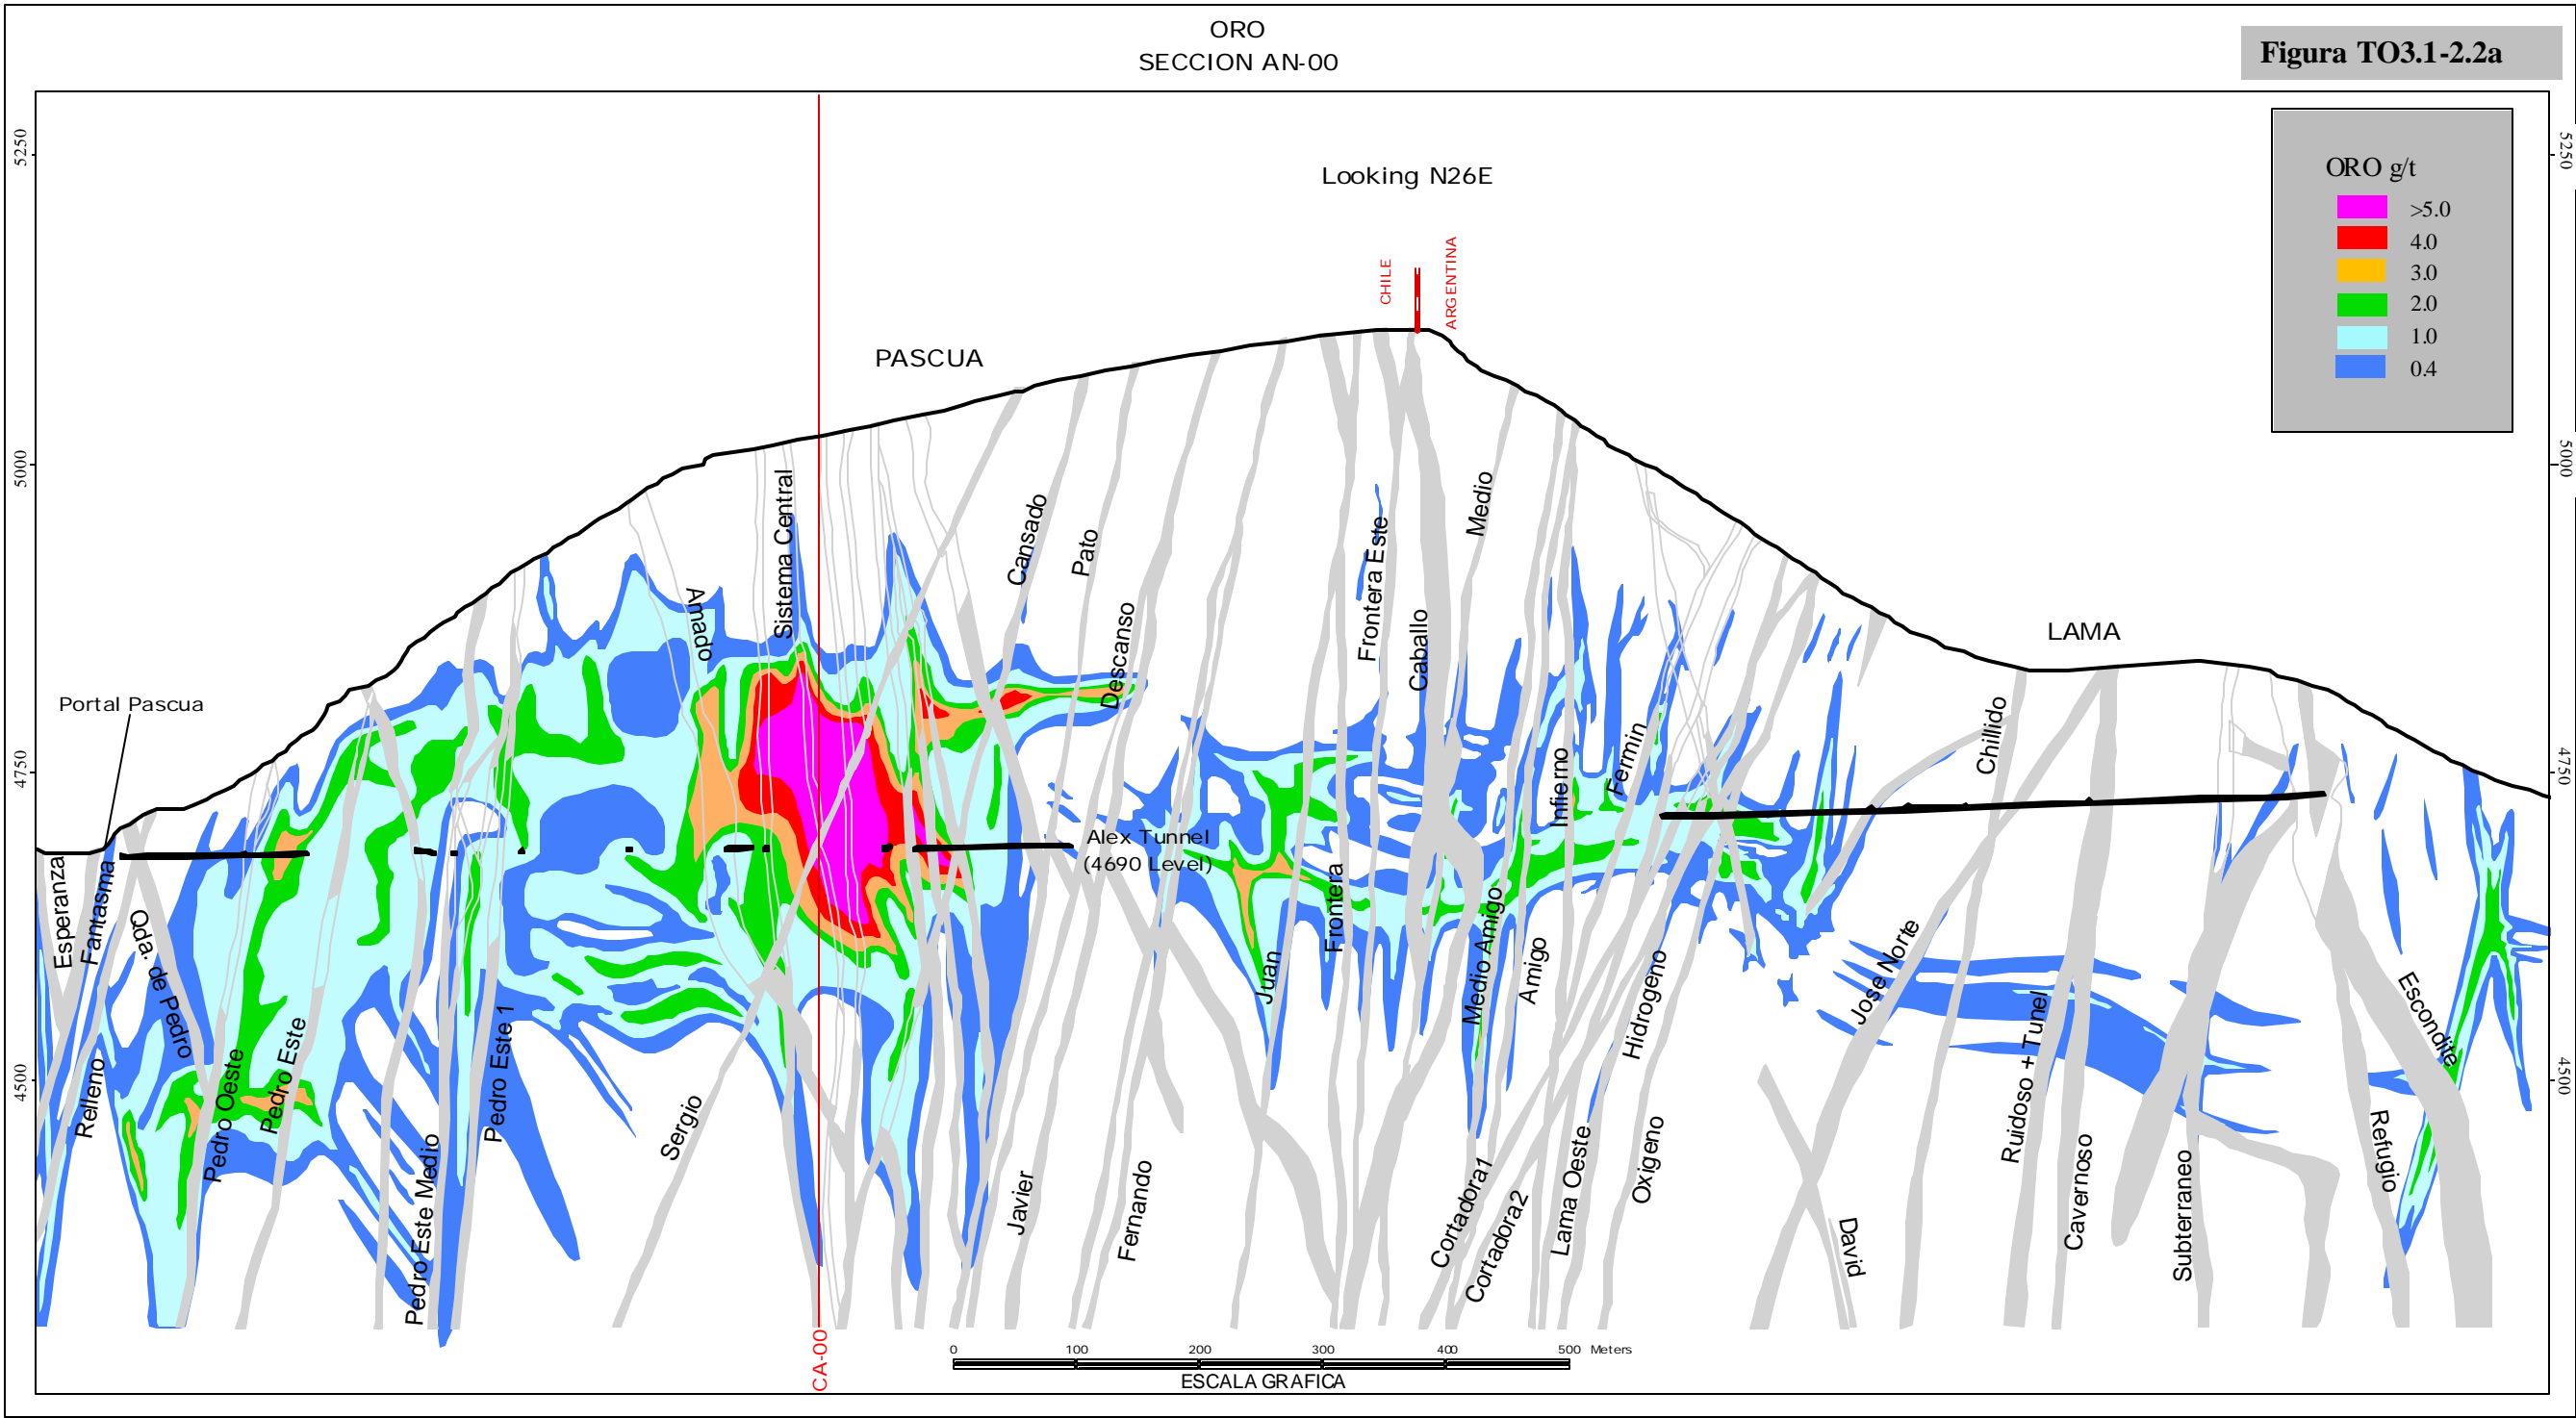 ORO
SECCION AN-00
Figura TO3.1-2.2a
5250
5250
Looking N26E
ORO g/t
>5.0
4.0
3.0
2.0
1.0
0.4
CHILE
ARGENTINA
PASCUA
5000
5000
Sistema Central
Cansado
Pato
Medio
Frontera Este
Amado
Descanso
Caballo
LAMA
Portal Pascua
Chillido
4750
4750
Infierno
Fermin
Alex Tunnel
(4690 Level)
Esperanza
Fantasma
Qda. de Pedro
Frontera
Juan
Medio Amigo
Amigo
Hidrogeno
Jose Norte
Ruidoso + Tunel
Escondite
4500
4500
Relleno
Pedro Oeste
Pedro Este
Pedro Este 1
Pedro Este Medio
Sergio
Javier
Fernando
Cortadora1
Cortadora2
Lama Oeste
Oxigeno
David
Cavernoso
Subterraneo
Refugio
CA-00
0 100 200 300 400 500 Meters
ESCALA GRAFICA